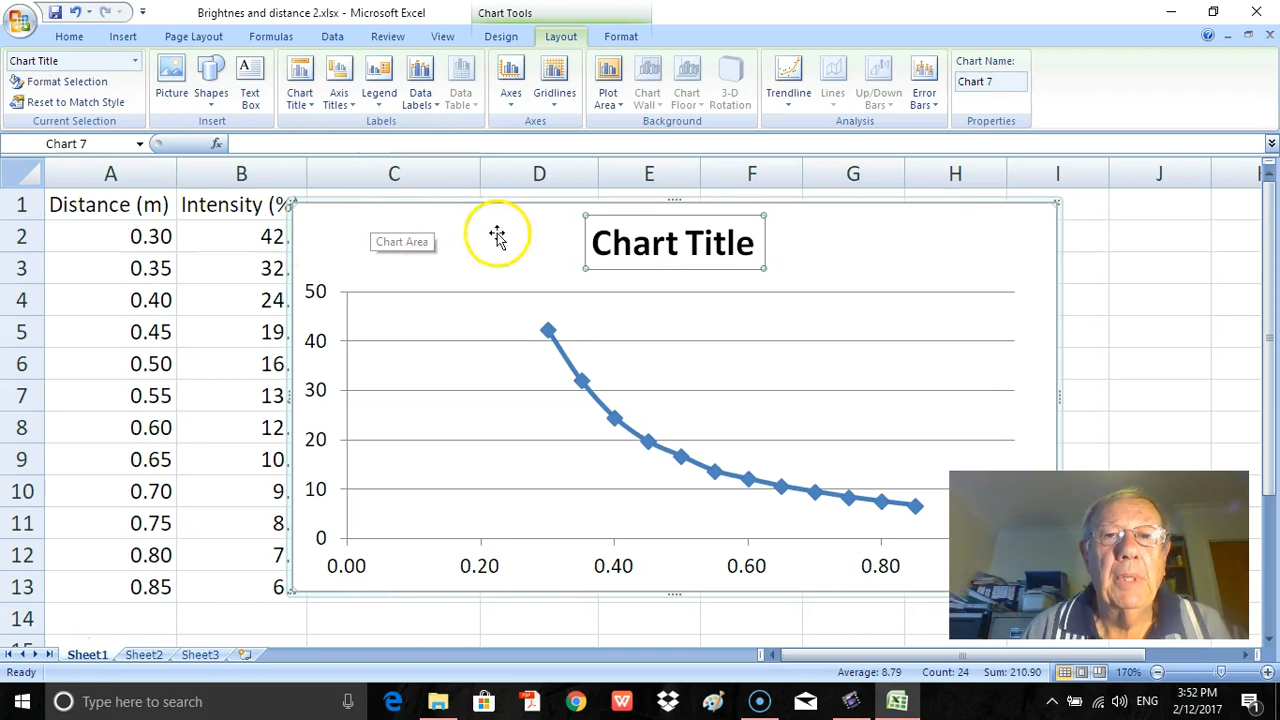 Brightnes and distance 2.xlsx - Microsoft Excel
Chart Tools
Home Insert Page Layout Formulas Data Review View Design Layout Format
Chart Title
Format Selection
Reset to Match Style
Current Selection
Picture Shapes Text Box
Insert
Chart Title Axis Titles Legend Data Labels Data Table
Labels
Axes Gridlines
Axes
Plot Area Chart Wall Chart Floor 3-D Rotation
Background
Trendline Lines Up/Down Bars Error Bars
Analysis
Chart Name:
Chart 7
Properties
Chart 7 fx
A B C D E F G H I J
1 Distance (m) Intensity (%
2 0.30 42.
3 0.35 32.
4 0.40 24.
5 0.45 19.
6 0.50 16.
7 0.55 13.
8 0.60 12.
9 0.65 10.
10 0.70 9.
11 0.75 8.
12 0.80 7.
13 0.85 6.
14
Chart Area
Chart Title
50
40
30
20
10
0
0.00 0.20 0.40 0.60 0.80
Sheet1 Sheet2 Sheet3
Ready Average: 8.79 Count: 24 Sum: 210.90 170%
Type here to search
W
3:52 PM
2/12/2017